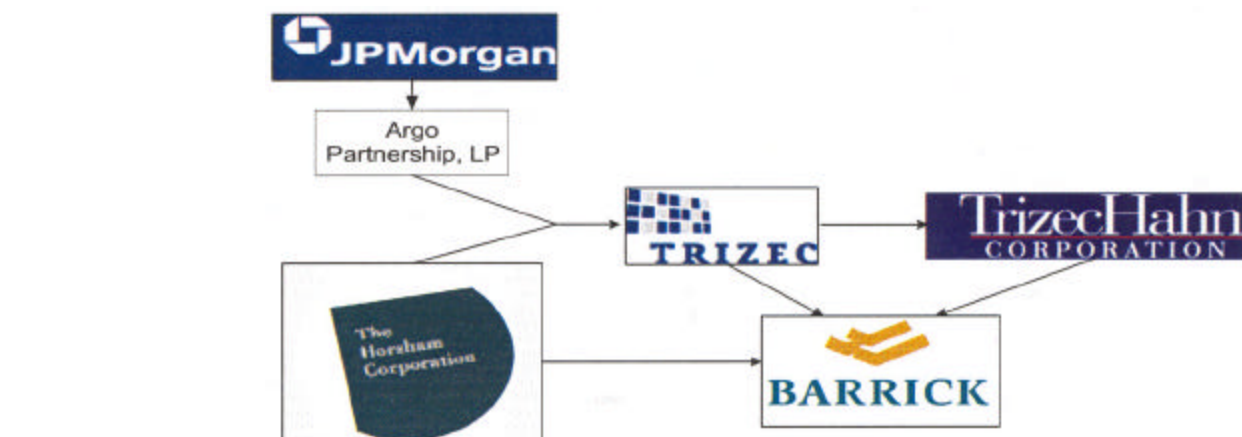 JPMorgan
Argo
Partnership, LP
TRIZEC
TrizecHahn
CORPORATION
The
Horsham
Corporation
BARRICK